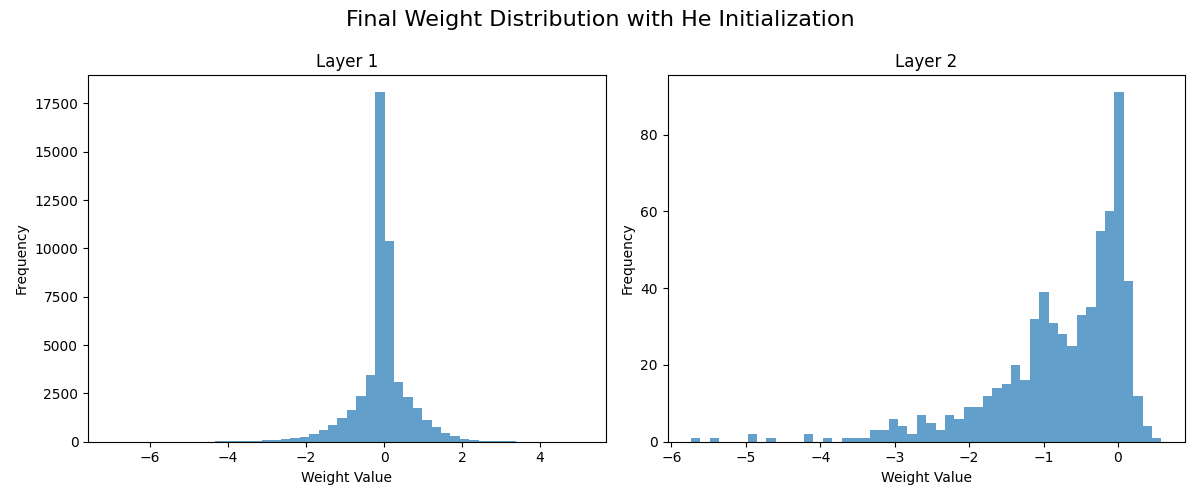 Final Weight Distribution with He Initialization
Layer 1
Frequency
17500
15000
12500
10000
7500
5000
2500
0
−6 −4 −2 0 2 4
Weight Value
Layer 2
Frequency
80
60
40
20
0
−6 −5 −4 −3 −2 −1 0
Weight Value